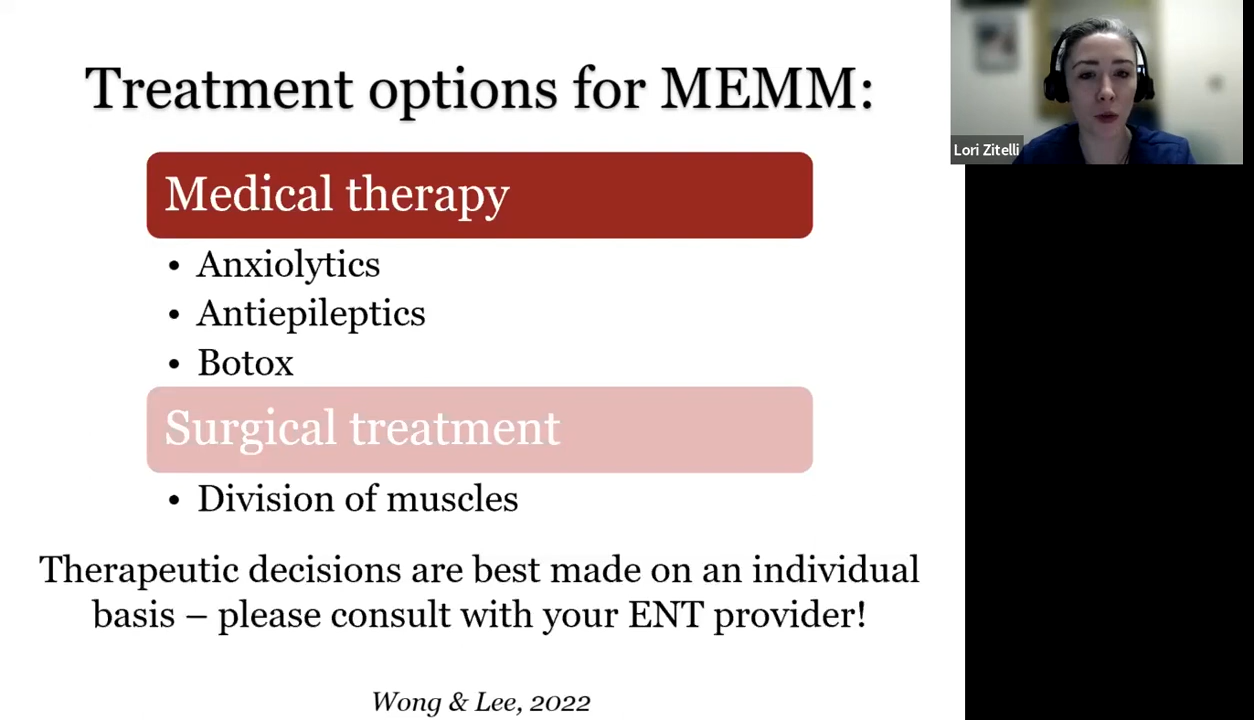 Treatment options for MEMM:
Medical therapy
• Anxiolytics
• Antiepileptics
• Botox
Surgical treatment
• Division of muscles
Therapeutic decisions are best made on an individual
basis – please consult with your ENT provider!
Wong & Lee, 2022
Lori Zitelli